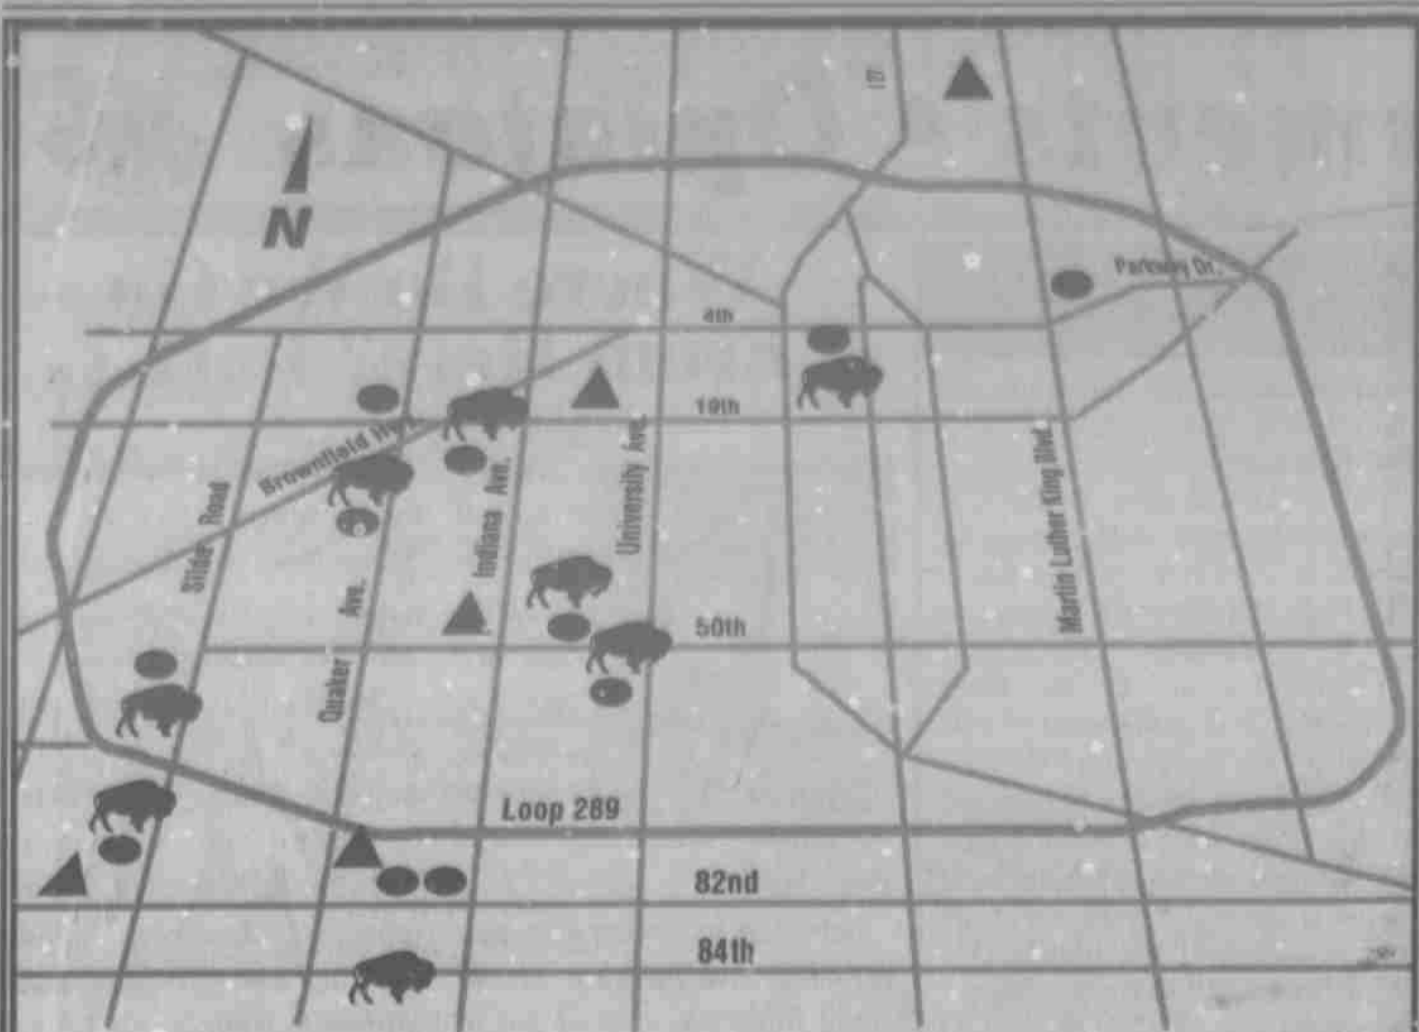 N
Parkway Dr.
4th
19th
Brownfield Hwy.
Slide Road
Quaker Ave.
Indiana Ave.
University Ave.
Martin Luther King Blvd.
50th
Loop 289
82nd
84th